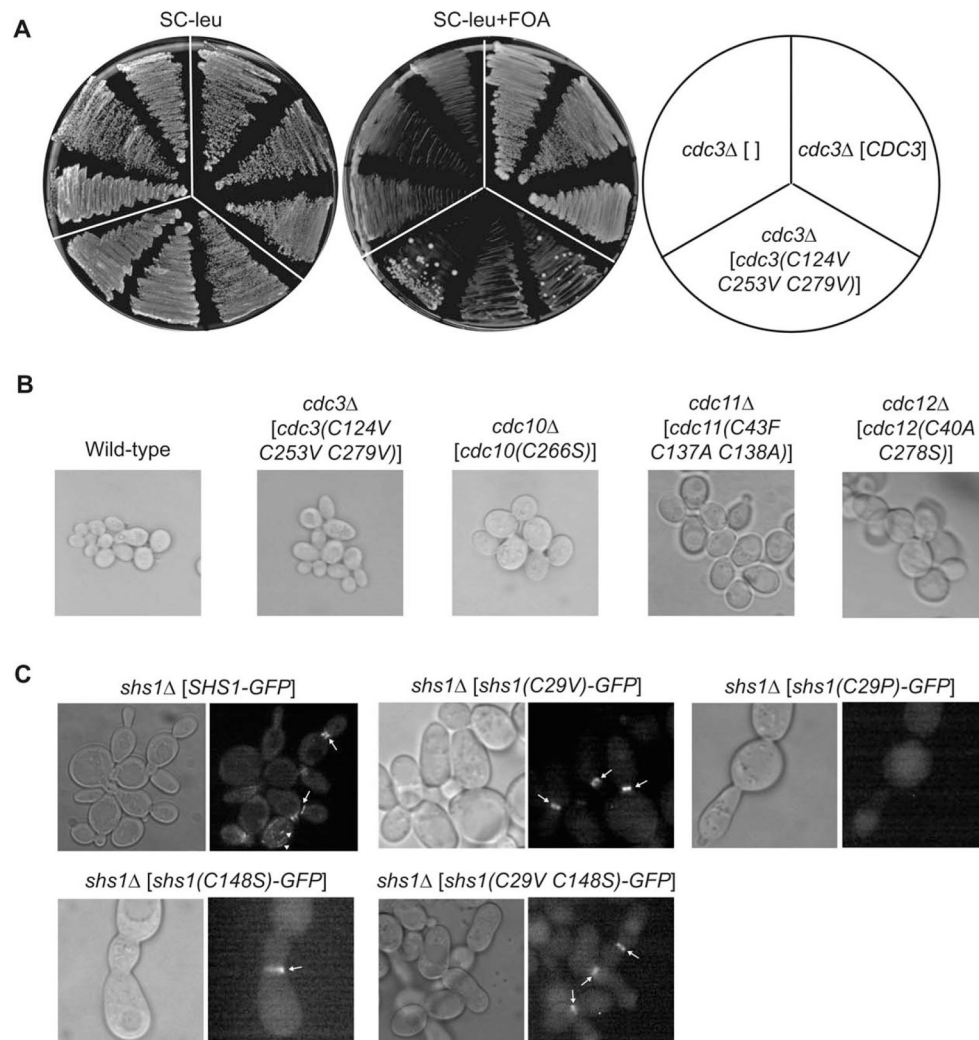 A
SC-leu
SC-leu+FOA
cdc3Δ [ ]
cdc3Δ [CDC3]
cdc3Δ
[cdc3(C124V
C253V C279V)]
B
Wild-type
cdc3Δ
[cdc3(C124V
C253V C279V)]
cdc10Δ
[cdc10(C266S)]
cdc11Δ
[cdc11(C43F
C137A C138A)]
cdc12Δ
[cdc12(C40A
C278S)]
C
shs1Δ [SHS1-GFP]
shs1Δ [shs1(C29V)-GFP]
shs1Δ [shs1(C29P)-GFP]
shs1Δ [shs1(C148S)-GFP]
shs1Δ [shs1(C29V C148S)-GFP]